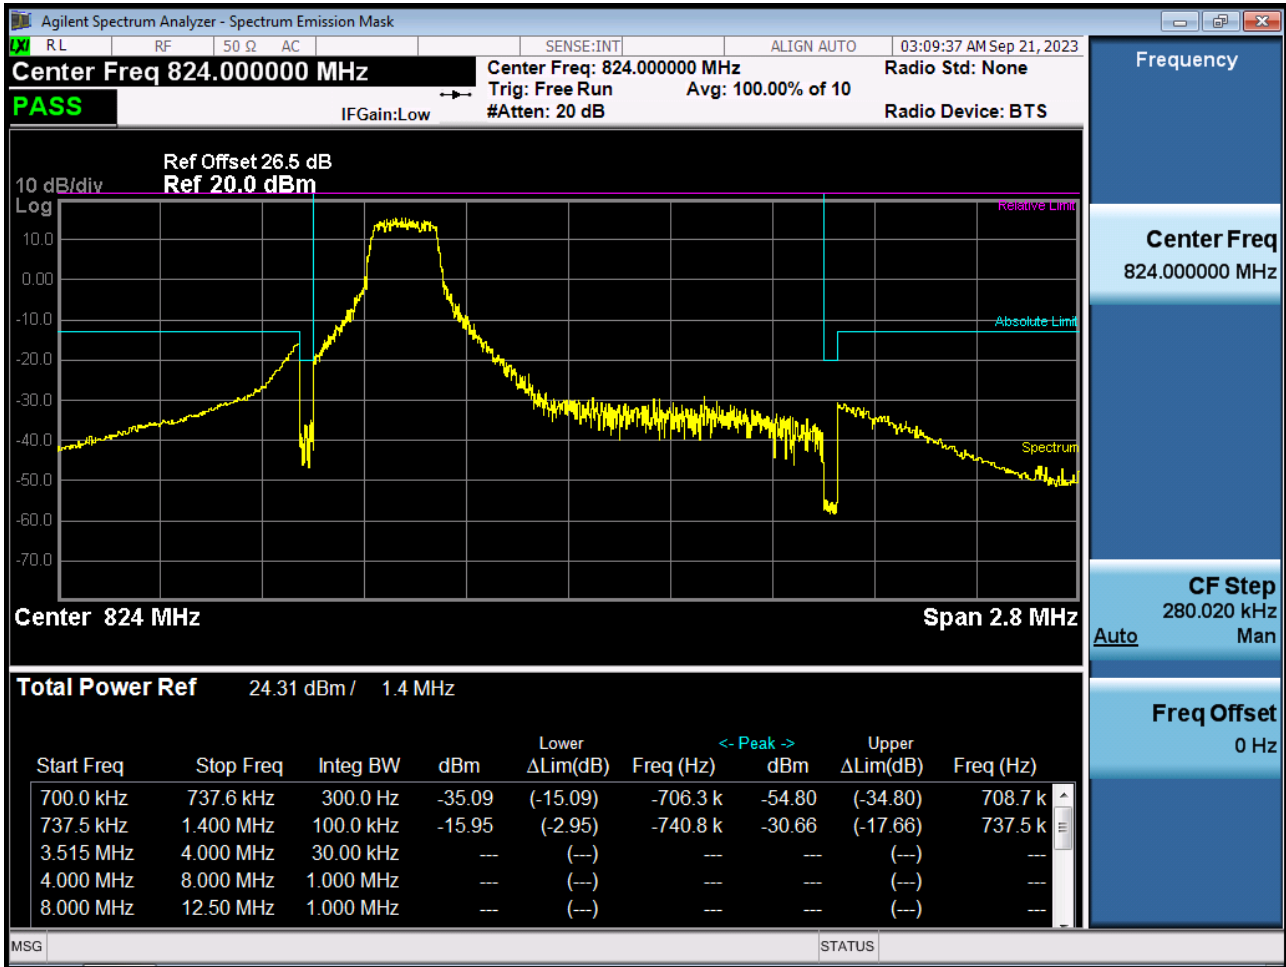 Agilent Spectrum Analyzer - Spectrum Emission Mask
LXI RL RF 50 Ω AC SENSE:INT ALIGN AUTO 03:09:37 AM Sep 21, 2023
Center Freq 824.000000 MHz
PASS
IFGain:Low
Center Freq: 824.000000 MHz
Trig: Free Run Avg: 100.00% of 10
#Atten: 20 dB
Radio Std: None
Radio Device: BTS
Ref Offset 26.5 dB
10 dB/div Ref 20.0 dBm
Log
Relative Limit
10.0
0.00
-10.0
Absolute Limit
-20.0
-30.0
-40.0
Spectrum
-50.0
-60.0
-70.0
Center 824 MHz Span 2.8 MHz
Total Power Ref 24.31 dBm / 1.4 MHz
Lower <- Peak -> Upper
Start Freq Stop Freq Integ BW dBm ΔLim(dB) Freq (Hz) dBm ΔLim(dB) Freq (Hz)
700.0 kHz 737.6 kHz 300.0 Hz -35.09 (-15.09) -706.3 k -54.80 (-34.80) 708.7 k
737.5 kHz 1.400 MHz 100.0 kHz -15.95 (-2.95) -740.8 k -30.66 (-17.66) 737.5 k
3.515 MHz 4.000 MHz 30.00 kHz --- (---) --- --- (---) ---
4.000 MHz 8.000 MHz 1.000 MHz --- (---) --- --- (---) ---
8.000 MHz 12.50 MHz 1.000 MHz --- (---) --- --- (---) ---
MSG STATUS
Frequency
Center Freq
824.000000 MHz
CF Step
280.020 kHz
Auto Man
Freq Offset
0 Hz